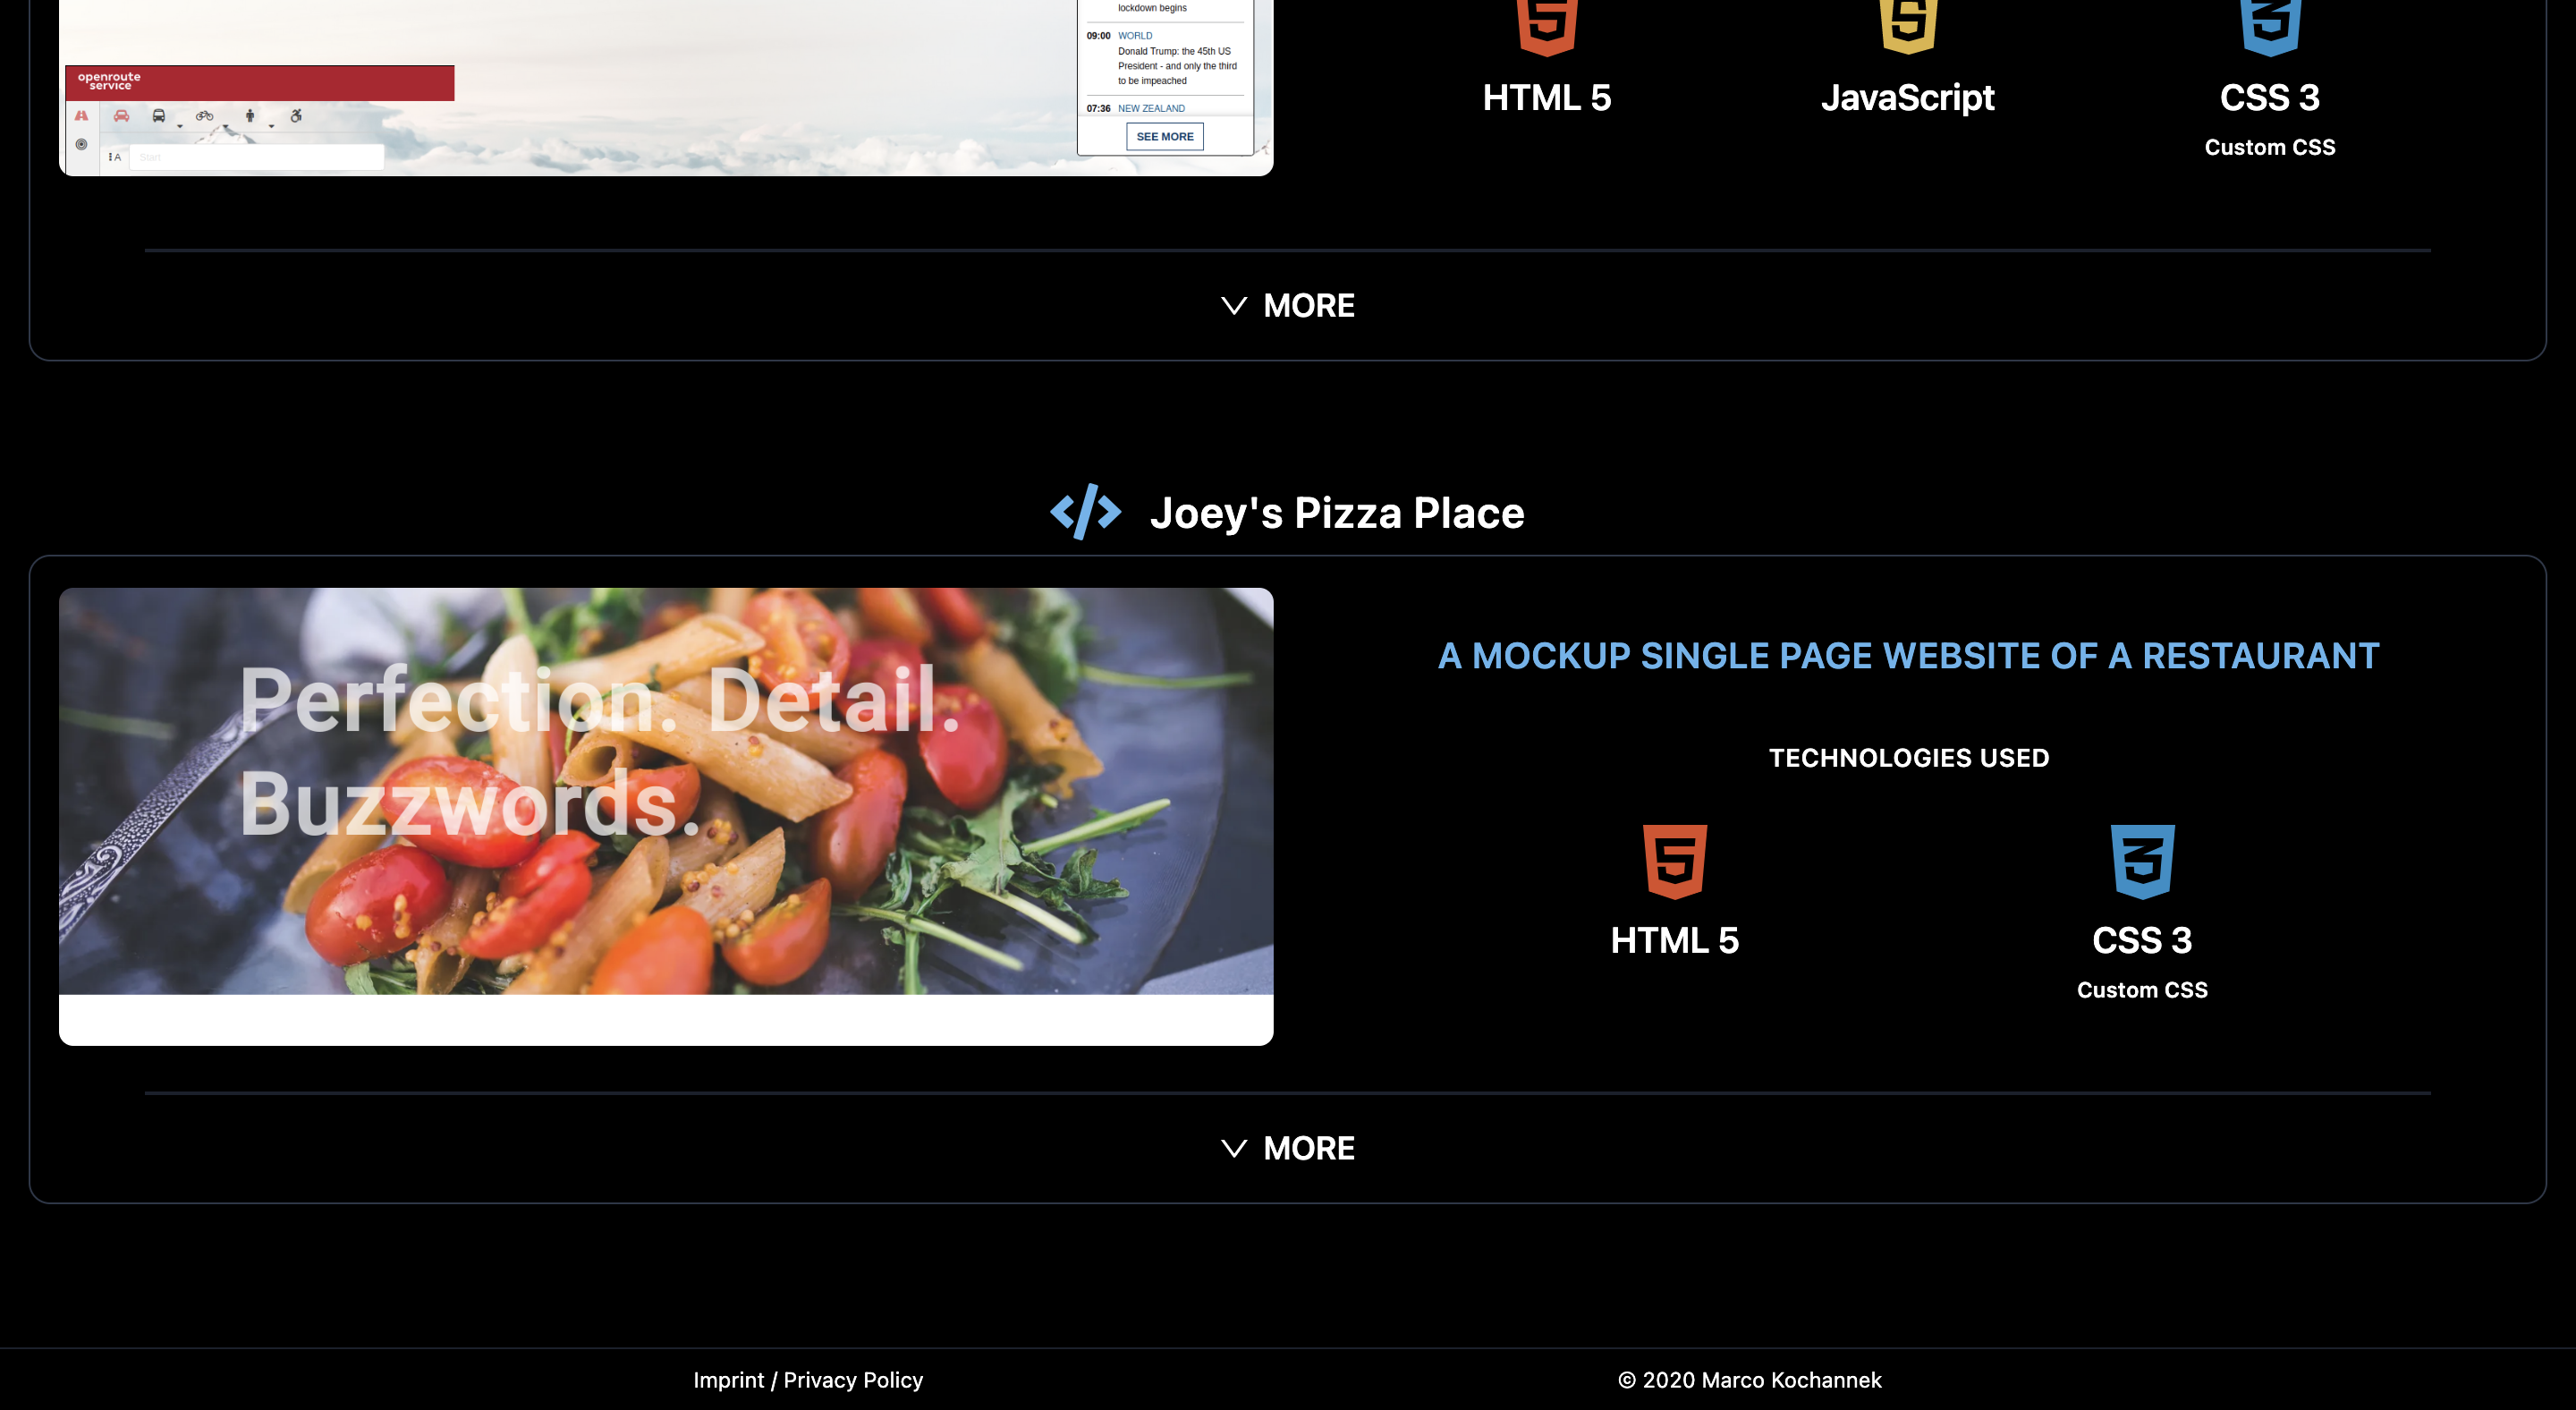 lockdown begins
09:00 WORLD
Donald Trump: the 45th US
President - and only the third
to be impeached
07:36 NEW ZEALAND
SEE MORE
openroute
service
A
Start
HTML 5
JavaScript
CSS 3
Custom CSS
MORE
</> Joey's Pizza Place
Perfection. Detail.
Buzzwords.
A MOCKUP SINGLE PAGE WEBSITE OF A RESTAURANT
TECHNOLOGIES USED
HTML 5
CSS 3
Custom CSS
MORE
Imprint / Privacy Policy
© 2020 Marco Kochannek